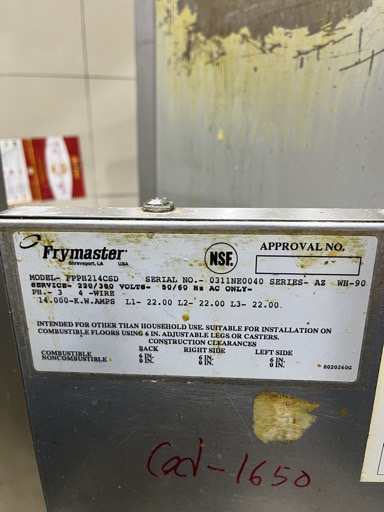 Frymaster
Shreveport, LA USA
NSF
APPROVAL NO.
MODEL- FPPH214CSD SERIAL NO.- 0311NE0040 SERIES- AZ WH-90
SERVICE- 220/380 VOLTS- 50/60 Hz AC ONLY-
PH.- 3 4-WIRE
14.000-K.W.AMPS L1- 22.00 L2- 22.00 L3- 22.00
INTENDED FOR OTHER THAN HOUSEHOLD USE. SUITABLE FOR INSTALLATION ON
COMBUSTIBLE FLOORS USING 6 IN. ADJUSTABLE LEGS OR CASTERS.
CONSTRUCTION CLEARANCES
BACK RIGHT SIDE LEFT SIDE
COMBUSTIBLE 6 IN. 6 IN. 6 IN.
NONCOMBUSTIBLE 0 IN. 0 IN. 0 IN.
8020260G
Cod-1650